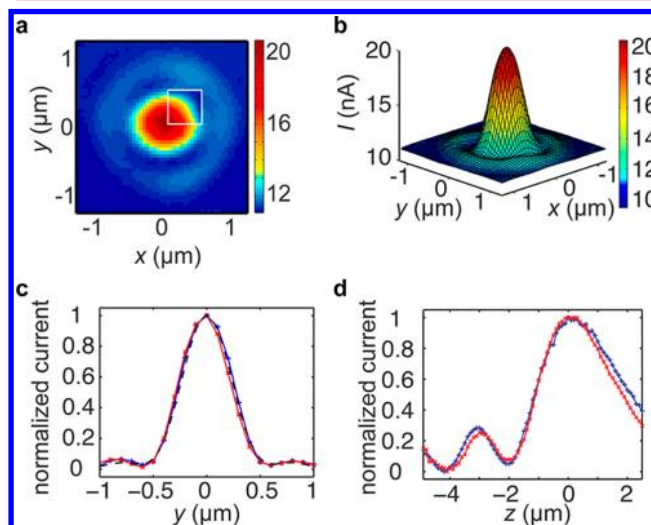 a
1
0
-1
y (µm)
-1 0 1
x (µm)
20
18
16
14
12
b
20
15
10
I (nA)
-1
0
1
y (µm)
1
0
-1
x (µm)
20
18
16
14
12
10
c
normalized current
1
0.8
0.6
0.4
0.2
0
−1 −0.5 0 0.5 1
y (µm)
d
normalized current
1
0.8
0.6
0.4
0.2
0
−4 −2 0 2
z (µm)